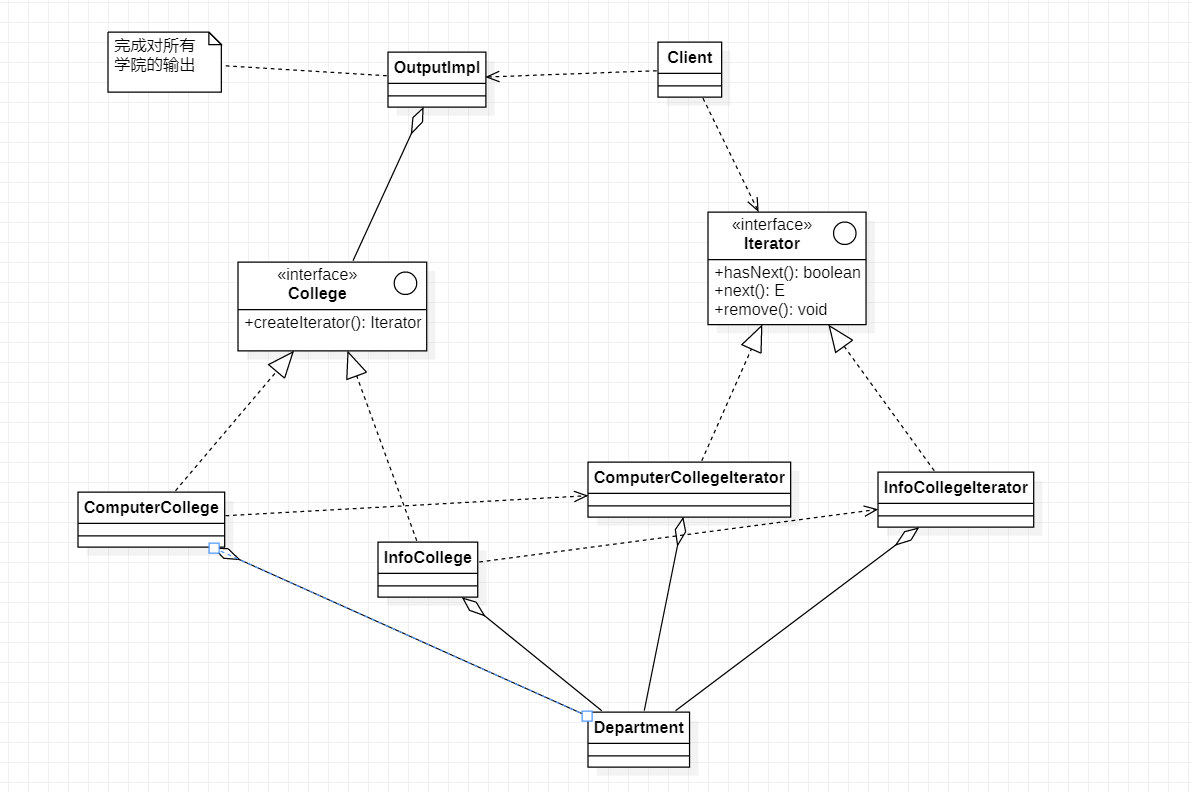 完成对所有
学院的输出
OutputImpl
Client
«interface»
College
+createIterator(): Iterator
«interface»
Iterator
+hasNext(): boolean
+next(): E
+remove(): void
ComputerCollege
InfoCollege
ComputerCollegeIterator
InfoCollegeIterator
Department